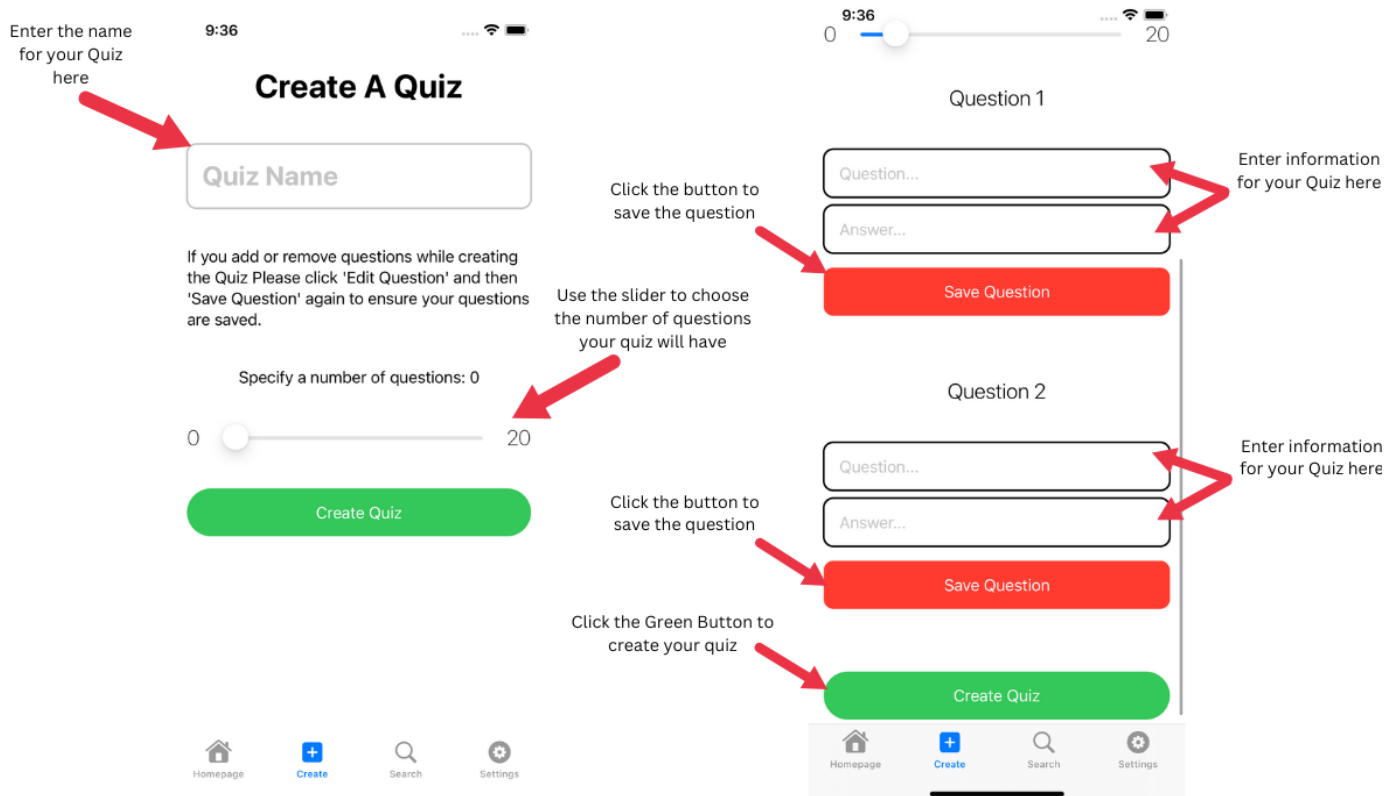 Enter the name
for your Quiz
here
9:36
Create A Quiz
Quiz Name
If you add or remove questions while creating
the Quiz Please click 'Edit Question' and then
'Save Question' again to ensure your questions
are saved.
Use the slider to choose
the number of questions
your quiz will have
Specify a number of questions: 0
0
20
Create Quiz
Homepage
Create
Search
Settings
9:36
0
20
Question 1
Question...
Answer...
Enter information
for your Quiz here
Click the button to
save the question
Save Question
Question 2
Question...
Answer...
Enter information
for your Quiz here
Click the button to
save the question
Save Question
Click the Green Button to
create your quiz
Create Quiz
Homepage
Create
Search
Settings